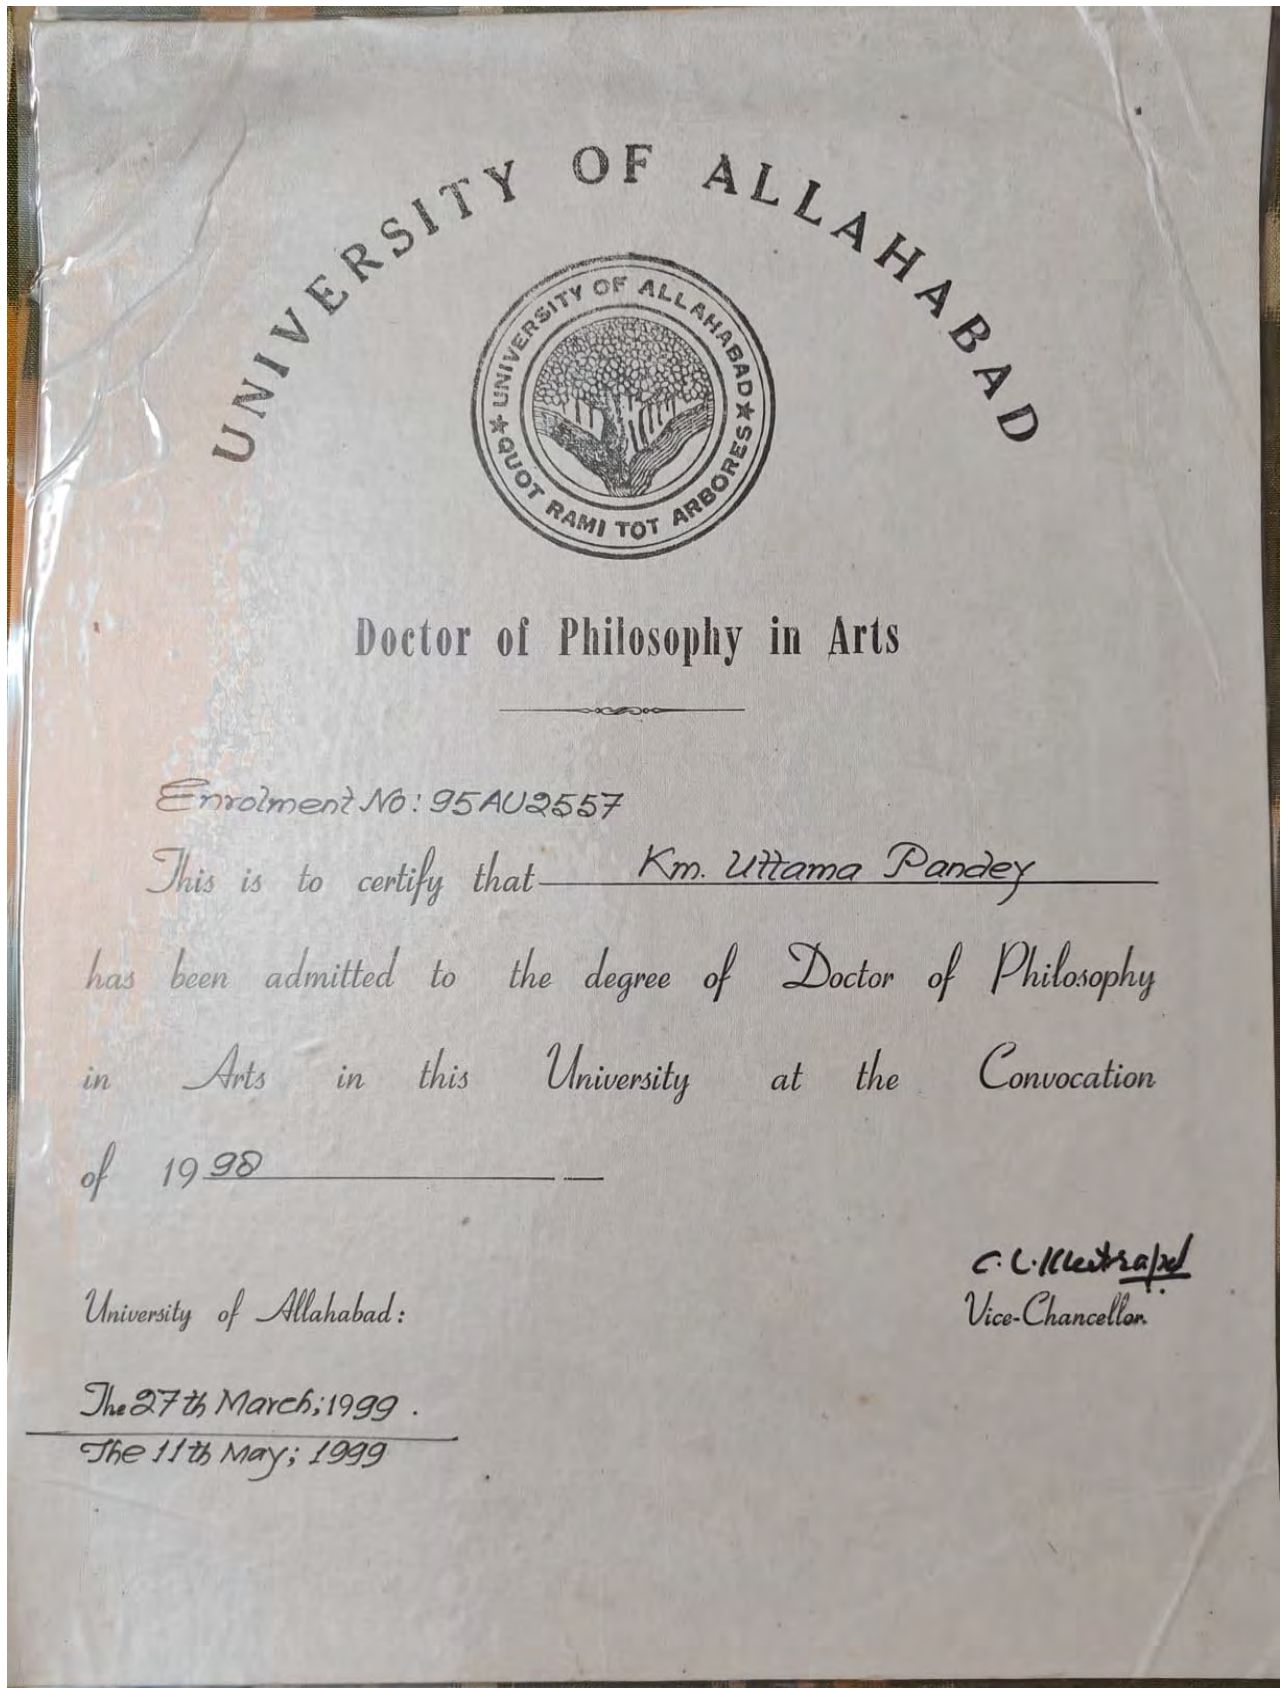 UNIVERSITY OF ALLAHABAD
★ UNIVERSITY OF ALLAHABAD ★
QUOT RAMI TOT ARBORES
Doctor of Philosophy in Arts
Enrolment No: 95AU2557
This is to certify that Km. Uttama Pandey
has been admitted to the degree of Doctor of Philosophy
in Arts in this University at the Convocation
of 1998
C. L. Khetrapal
University of Allahabad:
Vice-Chancellor.
The 27th March; 1999.
The 11th May; 1999